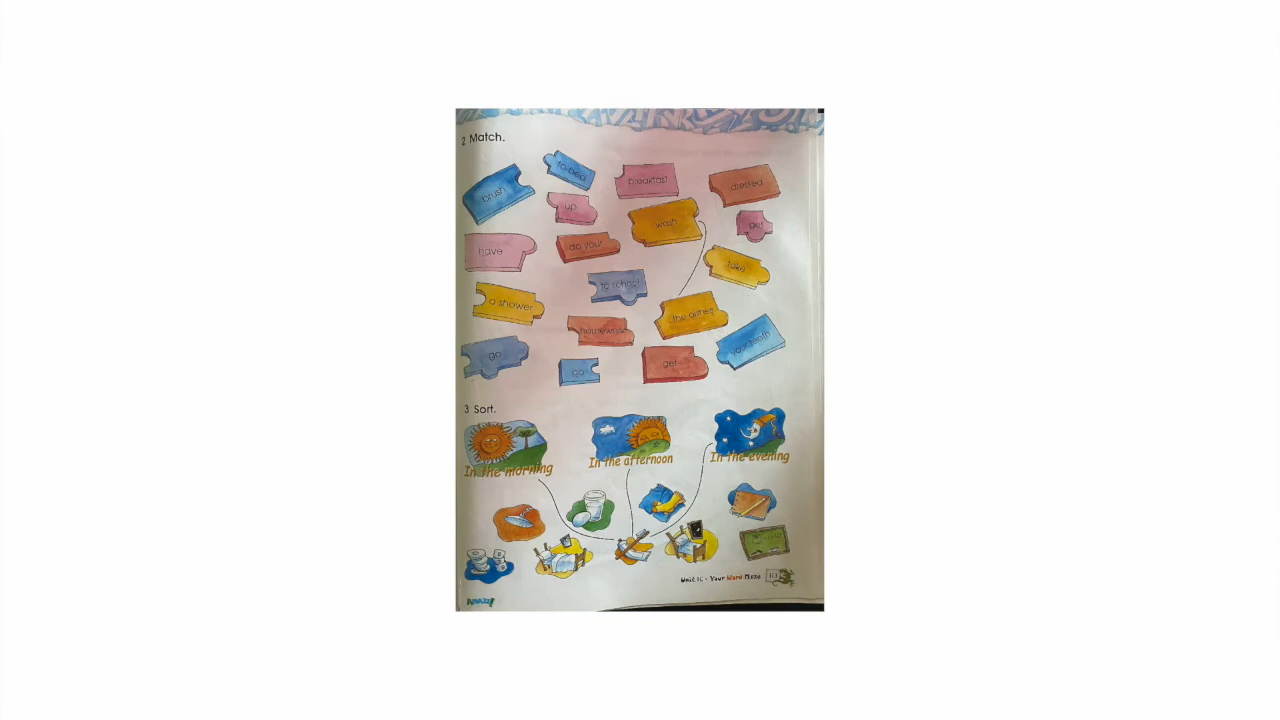 2 Match.
to bed
breakfast
brush
dressed
up
wash
get
have
do your
take
to school
a shower
the dishes
homework
your teeth
go
go
get
3 Sort.
In the morning
In the afternoon
In the evening
Unit 16 - Your Word Maze